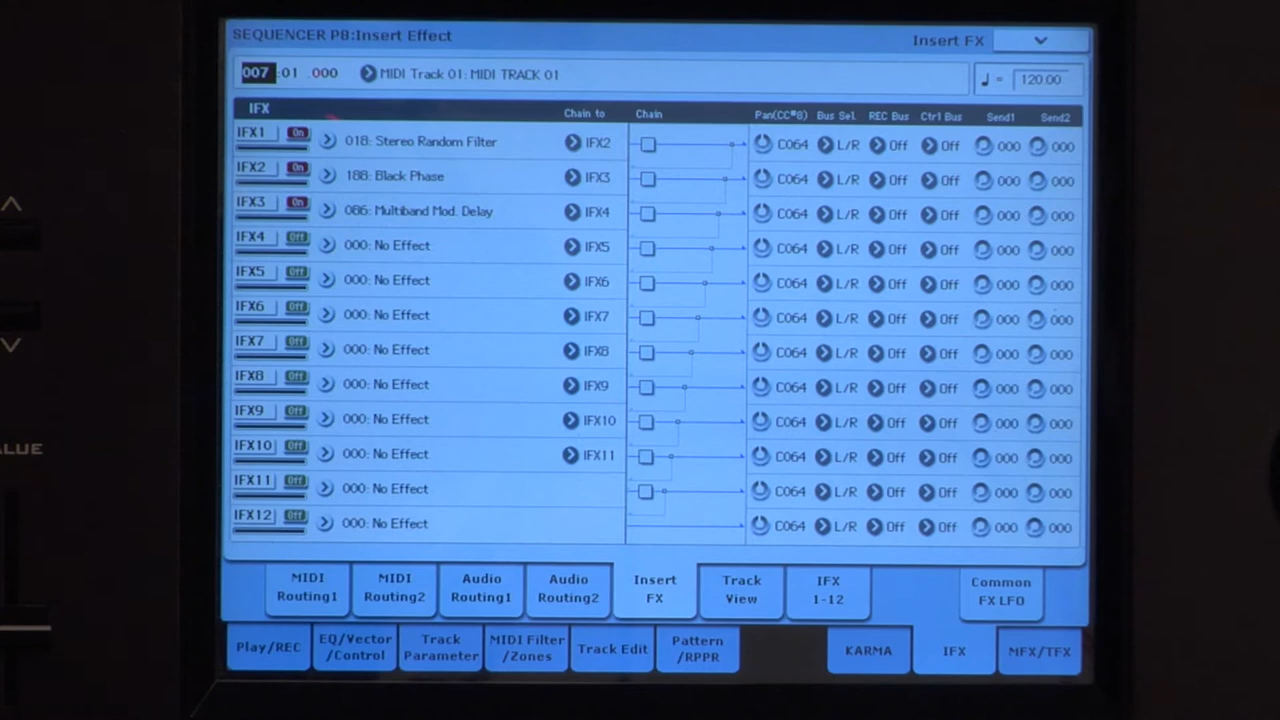 SEQUENCER P8:Insert Effect Insert FX
007:01 .000 MIDI Track 01: MIDI TRACK 01 ♩ = 120.00
IFX Chain to Chain Pan(CC#8) Bus Sel. REC Bus Ctrl Bus Send1 Send2
IFX1 On 018: Stereo Random Filter IFX2 C064 L/R Off Off 000 000
IFX2 On 188: Black Phase IFX3 C064 L/R Off Off 000 000
IFX3 On 086: Multiband Mod. Delay IFX4 C064 L/R Off Off 000 000
IFX4 Off 000: No Effect IFX5 C064 L/R Off Off 000 000
IFX5 Off 000: No Effect IFX6 C064 L/R Off Off 000 000
IFX6 Off 000: No Effect IFX7 C064 L/R Off Off 000 000
IFX7 Off 000: No Effect IFX8 C064 L/R Off Off 000 000
IFX8 Off 000: No Effect IFX9 C064 L/R Off Off 000 000
IFX9 Off 000: No Effect IFX10 C064 L/R Off Off 000 000
IFX10 Off 000: No Effect IFX11 C064 L/R Off Off 000 000
IFX11 Off 000: No Effect C064 L/R Off Off 000 000
IFX12 Off 000: No Effect C064 L/R Off Off 000 000
MIDI Routing1 MIDI Routing2 Audio Routing1 Audio Routing2 Insert FX Track View IFX 1-12 Common FX LFO
Play/REC EQ/Vector /Control Track Parameter MIDI Filter /Zones Track Edit Pattern /RPPR KARMA IFX MFX/TFX
ALUE